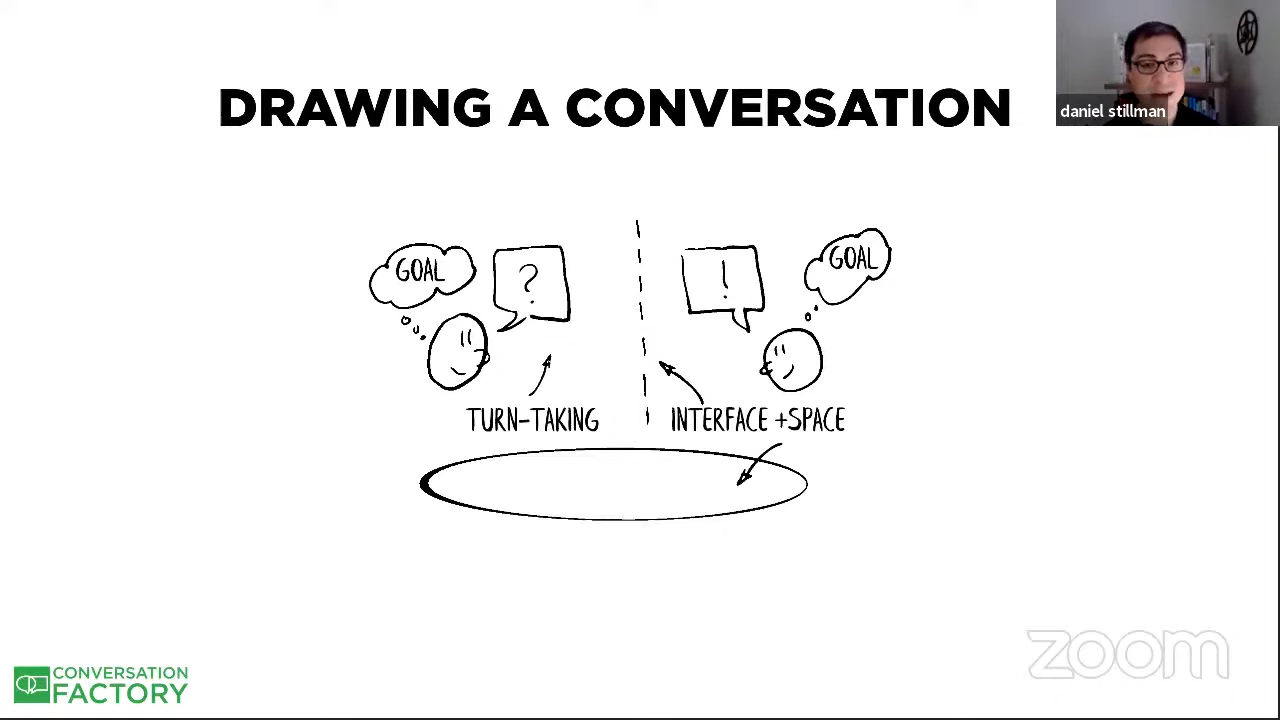 DRAWING A CONVERSATION
daniel stillman
GOAL
?
!
GOAL
TURN-TAKING
INTERFACE +SPACE
CONVERSATION
FACTORY
zoom